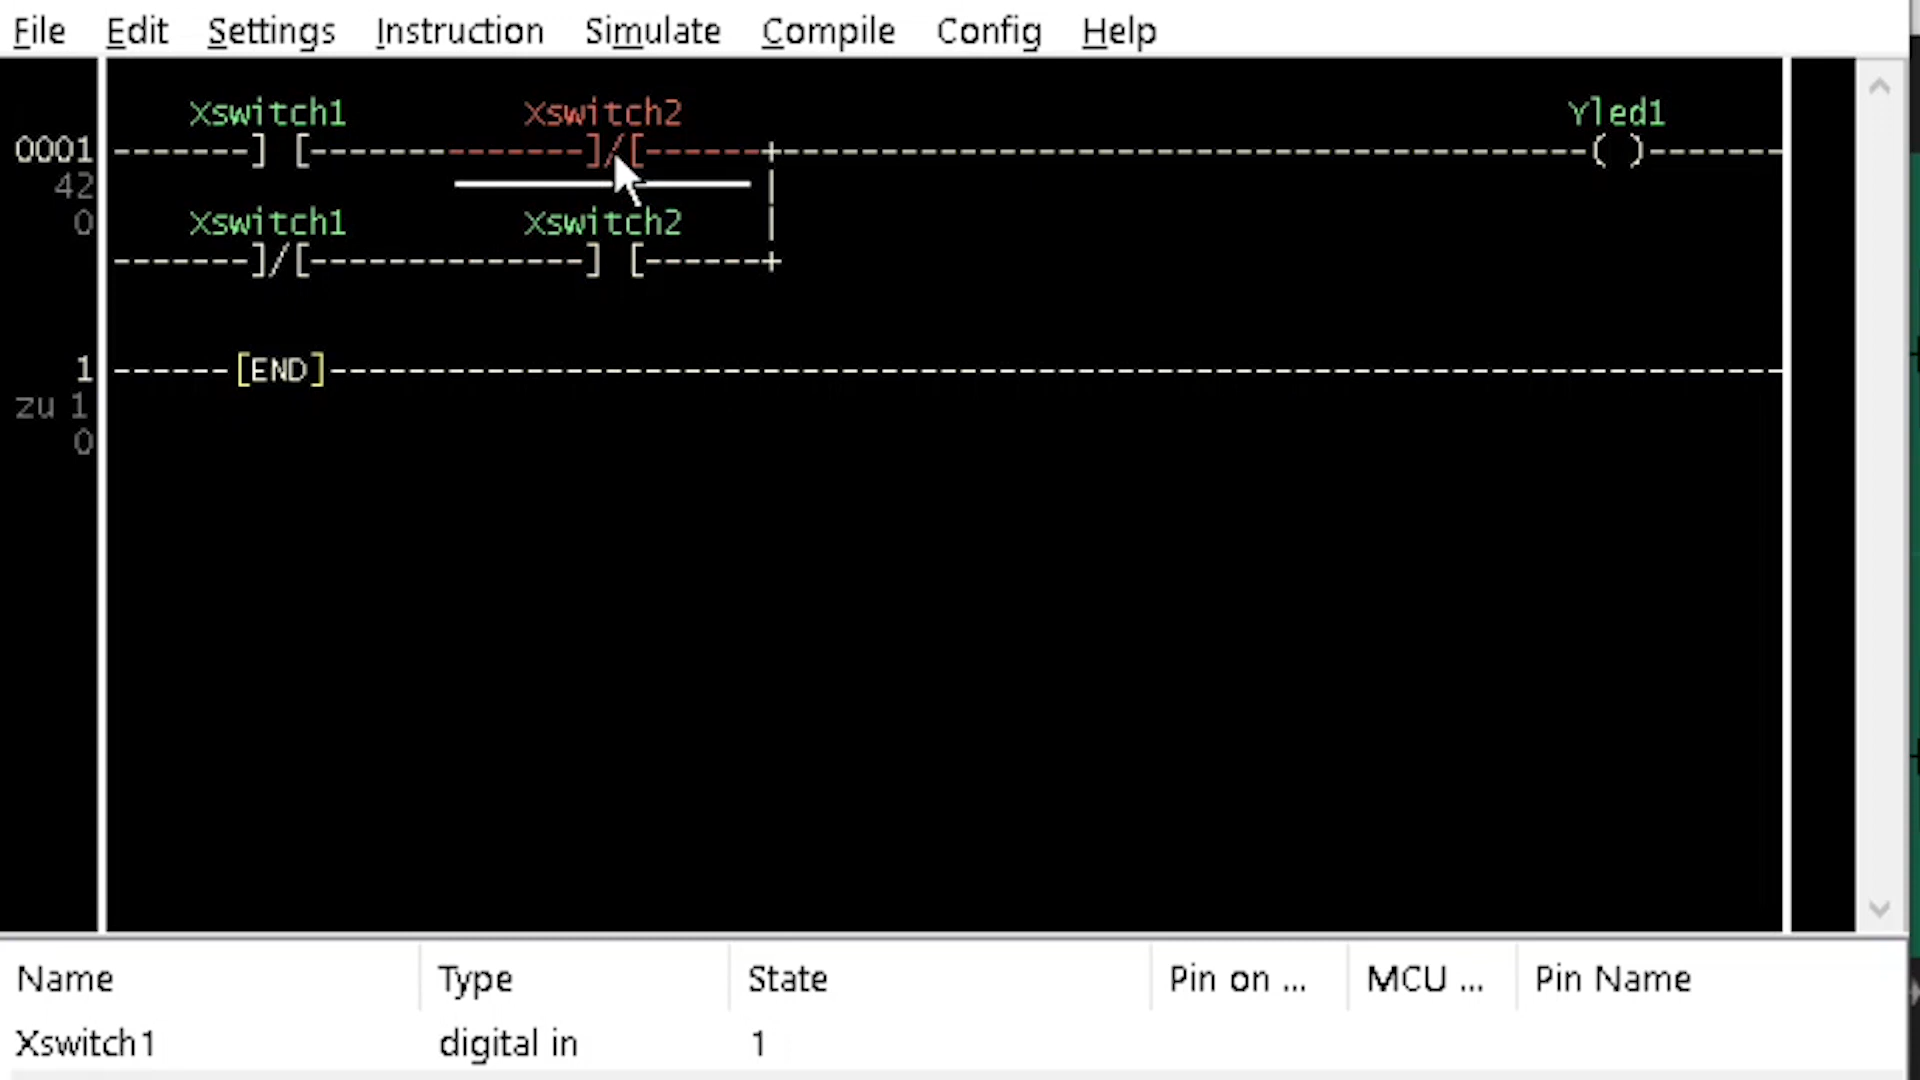 File Edit Settings Instruction Simulate Compile Config Help
Xswitch1 Xswitch2 Yled1
0001 -------] [--------------]/[------+-------------------------------------------( )------
42
0 Xswitch1 Xswitch2
-------]/[--------------] [------+
1 ------[END]------------------------------------------------------------------
zu 1
0
Name Type State Pin on ... MCU ... Pin Name
Xswitch1 digital in 1